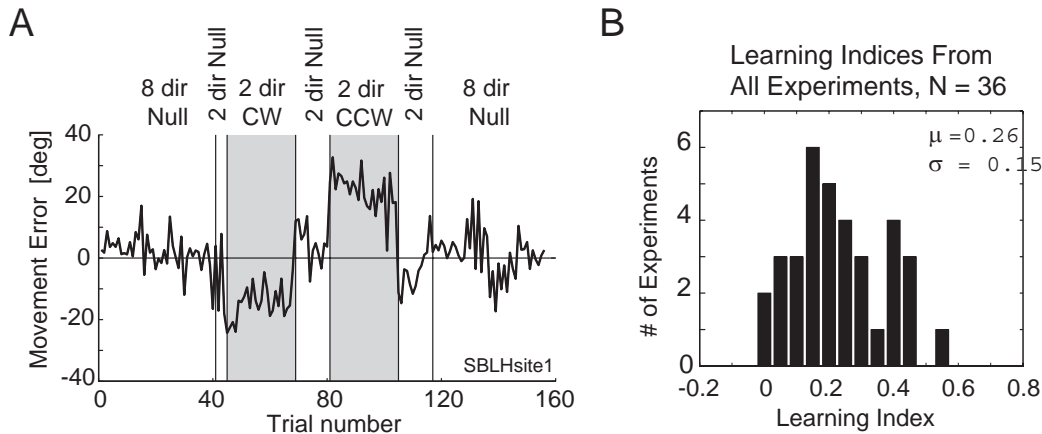 A
8 dir
Null
2 dir Null
2 dir
CW
2 dir Null
2 dir
CCW
2 dir Null
8 dir
Null
Movement Error [deg]
40
20
0
-20
-40
SBLHsite1
0
40
80
120
160
Trial number
B
Learning Indices From
All Experiments, N = 36
μ =0.26
σ = 0.15
# of Experiments
6
4
2
0
-0.2
0
0.2
0.4
0.6
0.8
Learning Index